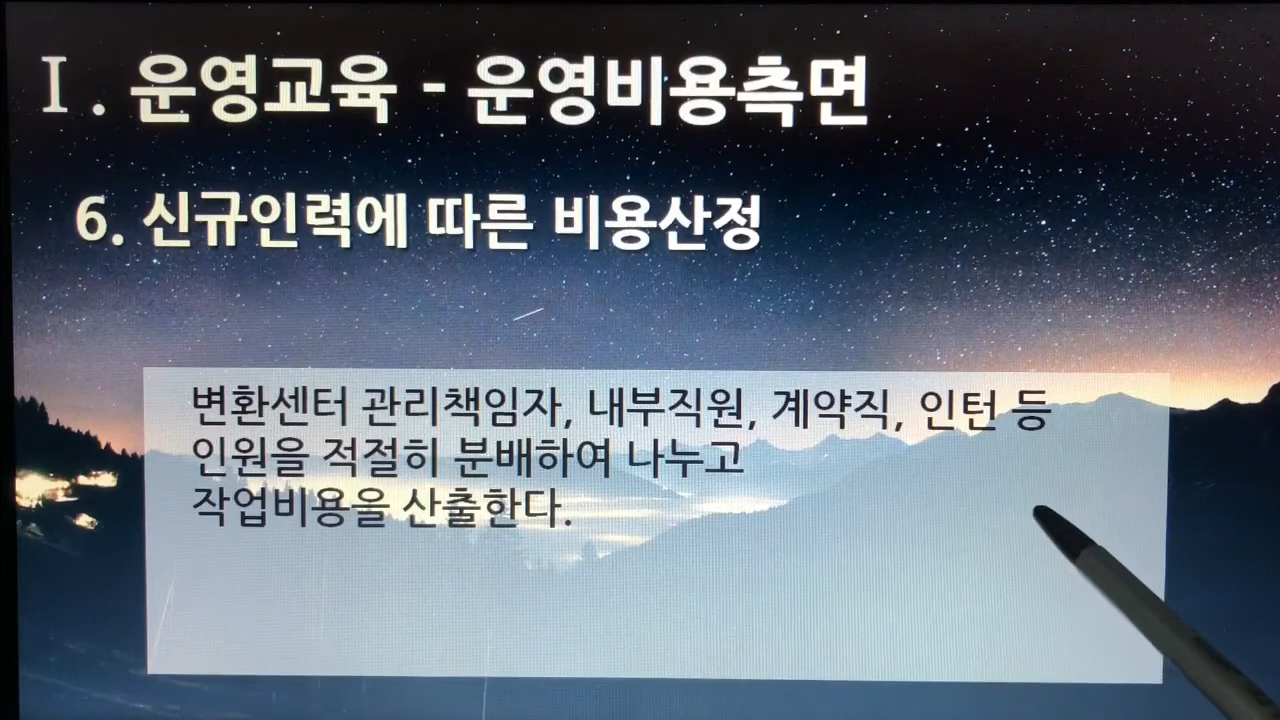 Ⅰ. 운영교육 - 운영비용측면
6. 신규인력에 따른 비용산정
변환센터 관리책임자, 내부직원, 계약직, 인턴 등
인원을 적절히 분배하여 나누고
작업비용울 산출한다.